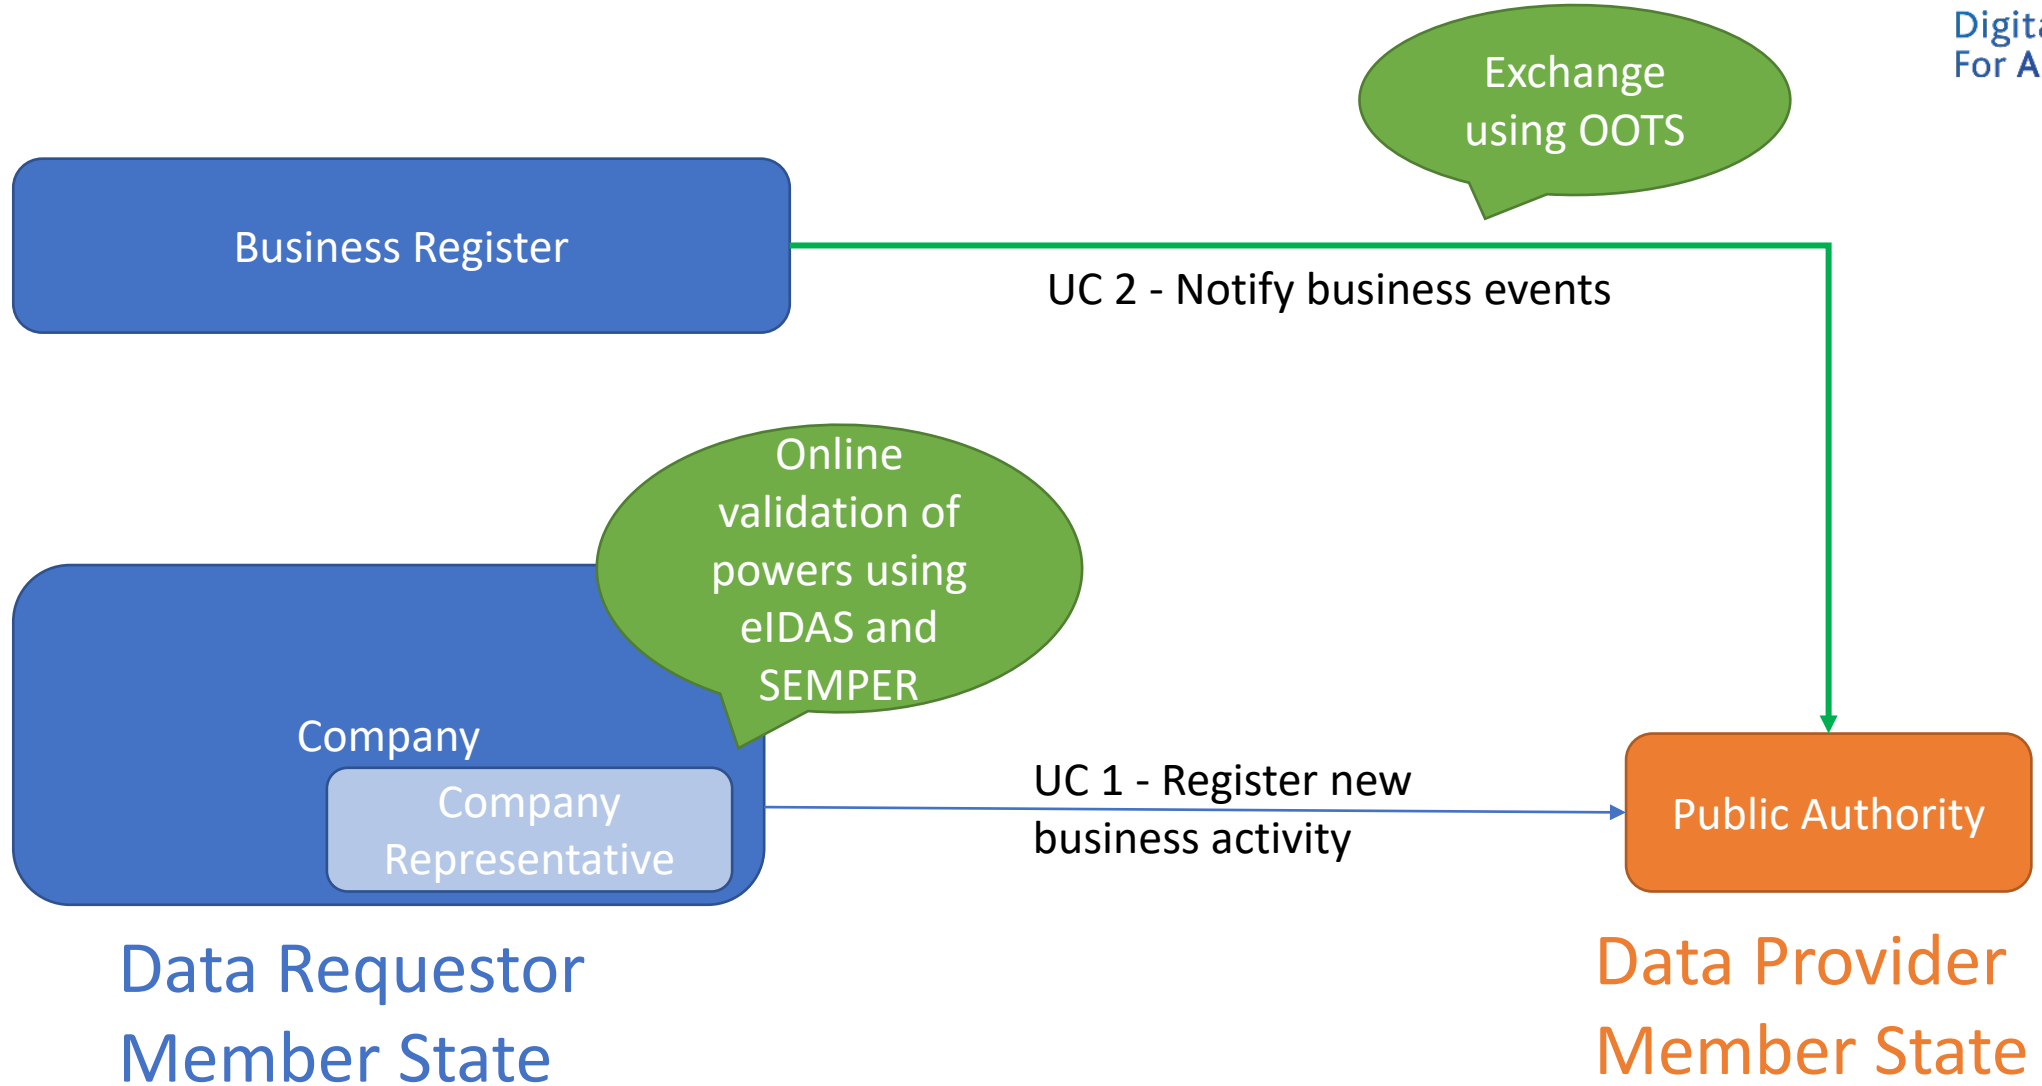 For
Exchange
using OOTS
Business Register
UC 2 - Notify business events
Online
validation of
powers using
eIDAS and
SEMPER
Company
Company
Representative
UC 1 - Register new
business activity
Public Authority
Data Requestor
Member State
Data Provider
Member State